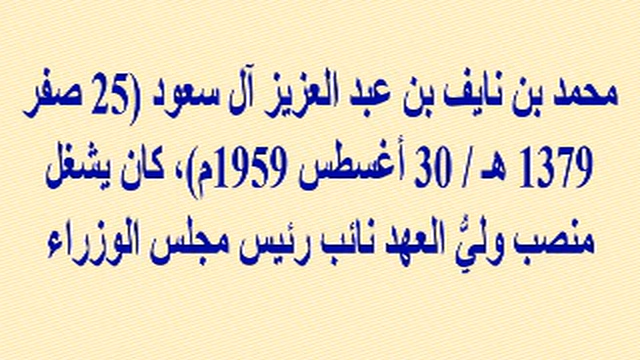 محمد بن نايف بن عبد العزيز آل سعود (25 صفر
1379 هـ / 30 أغسطس 1959م)، كان يشغل
منصب وليُّ العهد نائب رئيس مجلس الوزراء